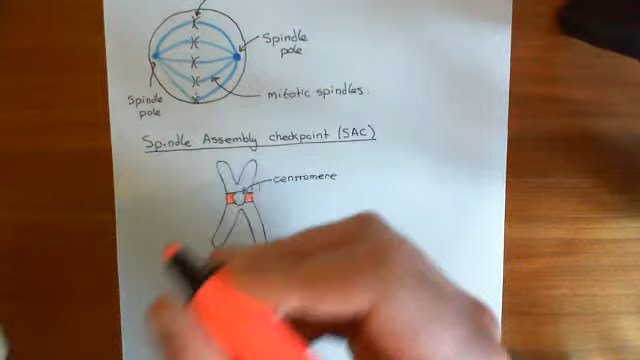 Spindle
pole
mitotic spindles.
Spindle
pole
Spindle Assembly checkpoint (SAC)
centromere